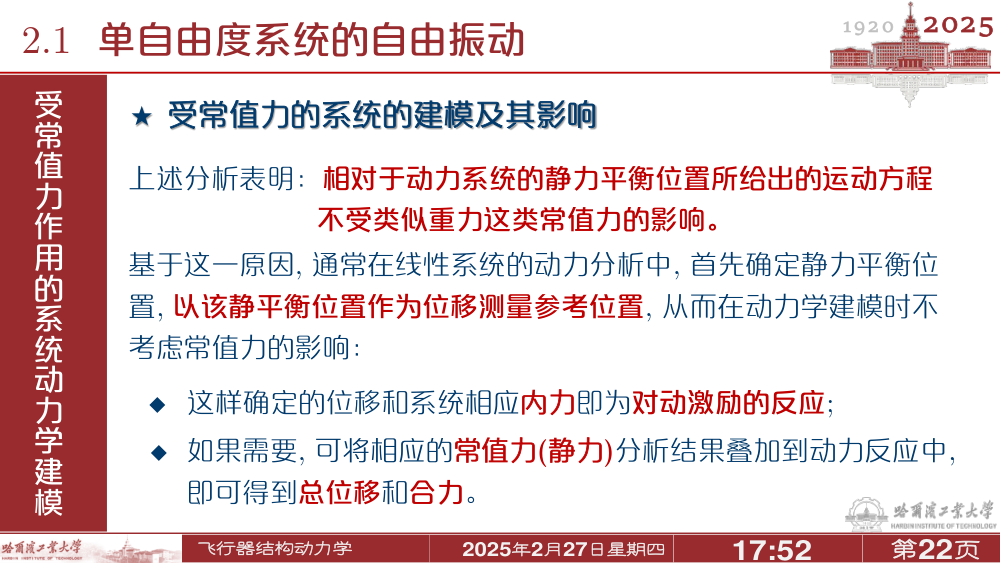 2.1 单自由度系统的自由振动
1920 2025
受常值力作用的系统动力学建模
★ 受常值力的系统的建模及其影响
上述分析表明：相对于动力系统的静力平衡位置所给出的运动方程
不受类似重力这类常值力的影响。
基于这一原因, 通常在线性系统的动力分析中, 首先确定静力平衡位
置, 以该静平衡位置作为位移测量参考位置, 从而在动力学建模时不
考虑常值力的影响:
◆ 这样确定的位移和系统相应内力即为对动激励的反应;
◆ 如果需要, 可将相应的常值力(静力)分析结果叠加到动力反应中,
即可得到总位移和合力。
哈尔滨工业大学
HARBIN INSTITUTE OF TECHNOLOGY
哈尔滨工业大学
HARBIN INSTITUTE OF TECHNOLOGY
飞行器结构动力学
2025年2月27日星期四
17:52
第22页